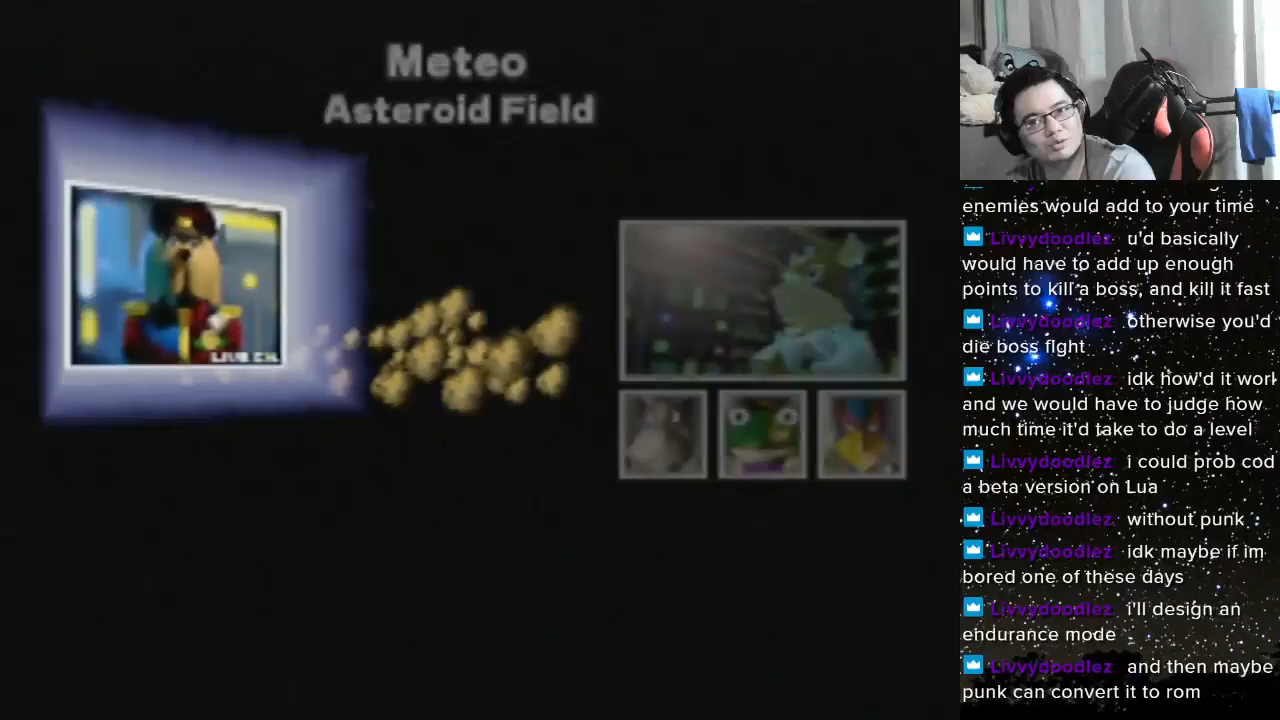 Meteo
Asteroid Field
LIVE CH.
enemies would add to your time
Livvydoodlez u'd basically
would have to add up enough
points to kill a boss, and kill it fast
Livvydoodlez otherwise you'd
die boss fight
Livvydoodlez idk how'd it work
and we would have to judge how
much time it'd take to do a level
Livvydoodlez i could prob cod
a beta version on Lua
Livvydoodlez without punk
Livvydoodlez idk maybe if im
bored one of these days
Livvydoodlez i'll design an
endurance mode
Livvydoodlez and then maybe
punk can convert it to rom